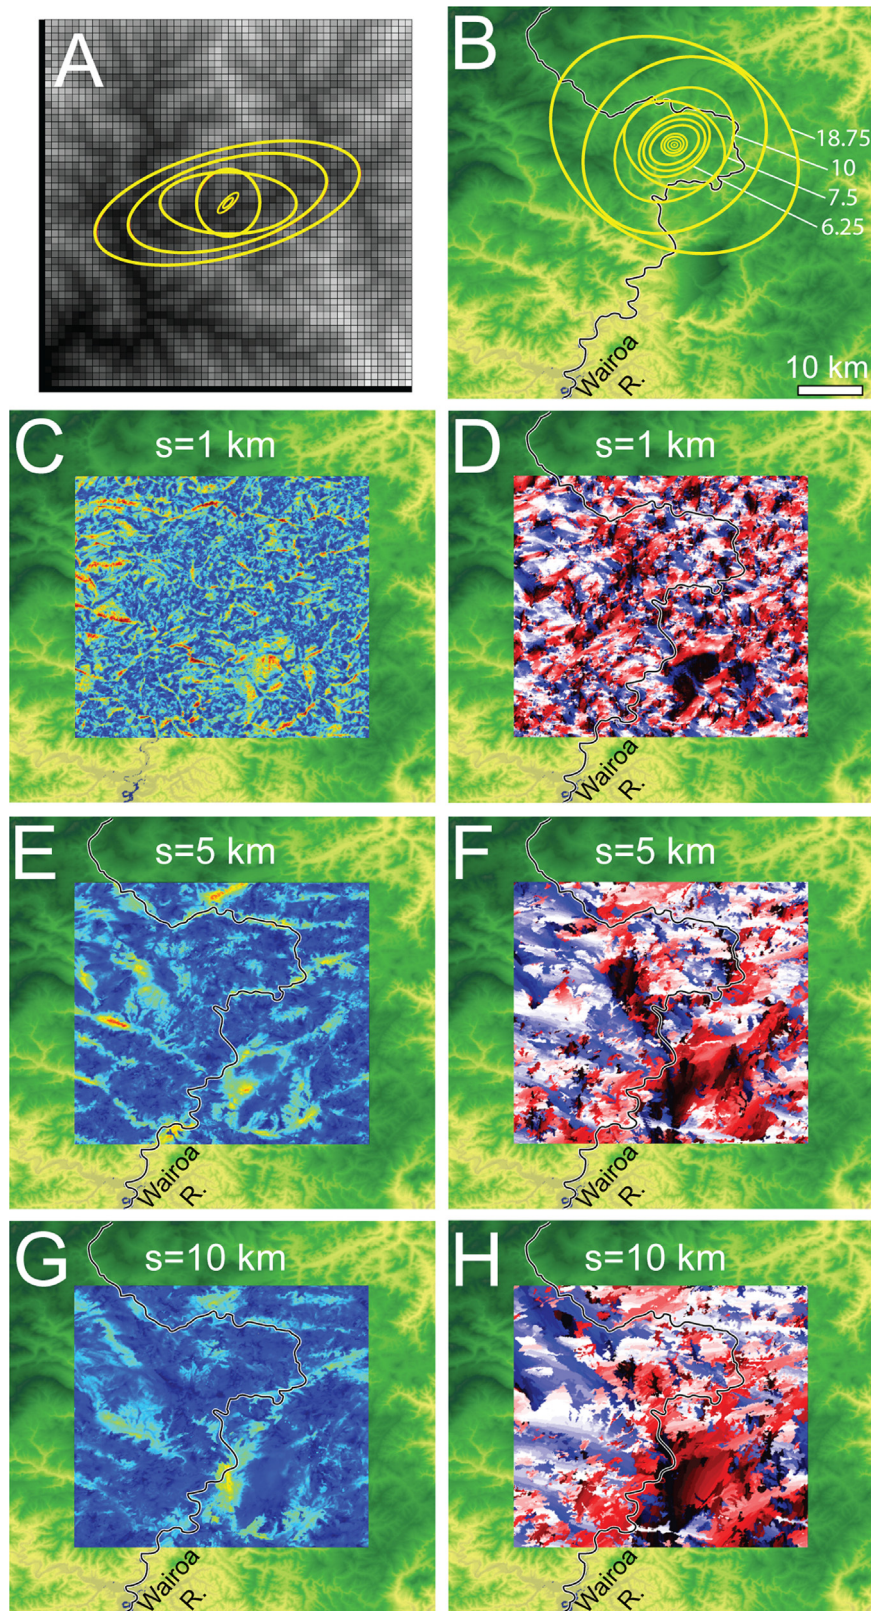 A
B
18.75
10
7.5
6.25
10 km
Wairoa
R.
C
s=1 km
D
s=1 km
Wairoa
R.
E
s=5 km
Wairoa
R.
F
s=5 km
Wairoa
R.
G
s=10 km
Wairoa
R.
H
s=10 km
Wairoa
R.